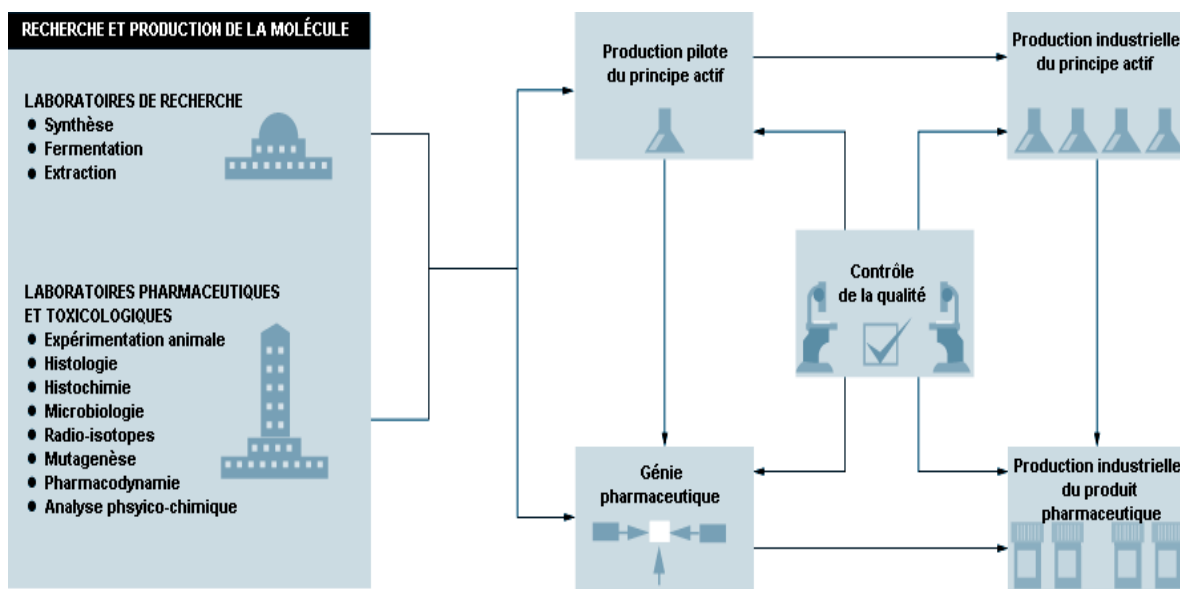 RECHERCHE ET PRODUCTION DE LA MOLÉCULE
LABORATOIRES DE RECHERCHE
● Synthèse
● Fermentation
● Extraction
LABORATOIRES PHARMACEUTIQUES
ET TOXICOLOGIQUES
● Expérimentation animale
● Histologie
● Histochimie
● Microbiologie
● Radio-isotopes
● Mutagenèse
● Pharmacodynamie
● Analyse phsyico-chimique
Production pilote
du principe actif
Production industrielle
du principe actif
Contrôle
de la qualité
Génie
pharmaceutique
Production industrielle
du produit
pharmaceutique